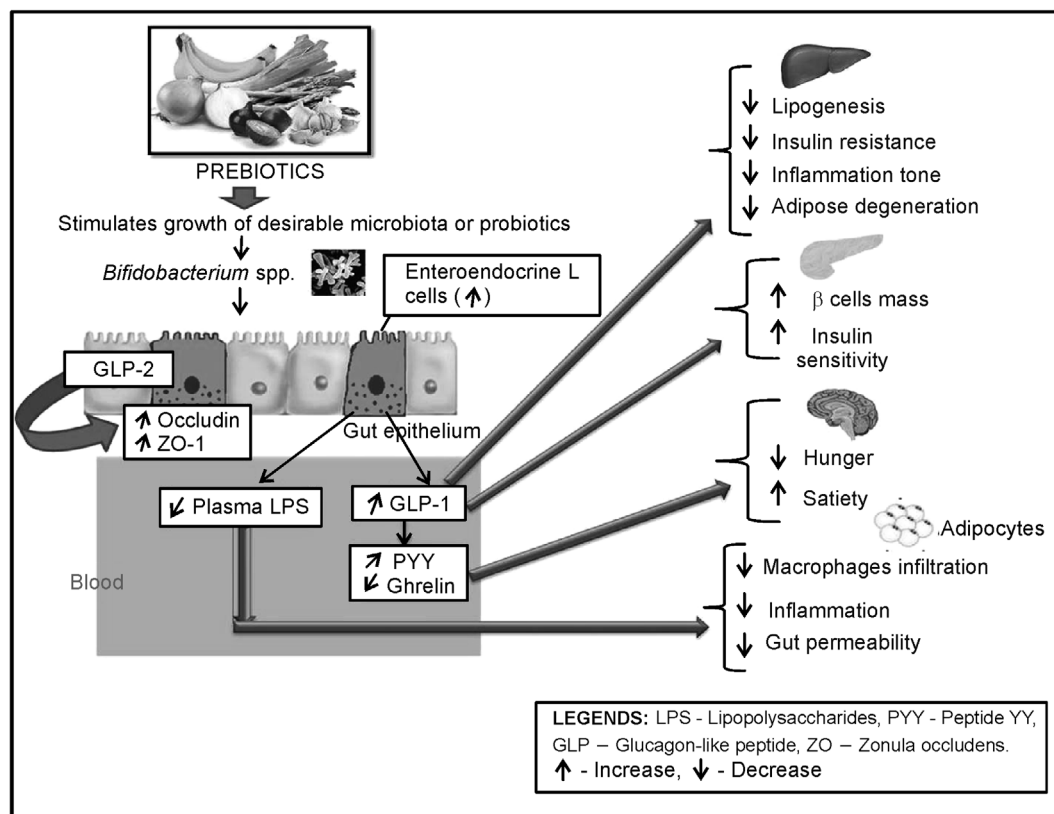 PREBIOTICS
Stimulates growth of desirable microbiota or probiotics
Bifidobacterium spp.
Enteroendocrine L
cells (↑)
GLP-2
↑ Occludin
↑ ZO-1
Gut epithelium
↓ Plasma LPS
↑ GLP-1
↑ PYY
↓ Ghrelin
Blood
↓ Lipogenesis
↓ Insulin resistance
↓ Inflammation tone
↓ Adipose degeneration
↑ β cells mass
↑ Insulin
sensitivity
↓ Hunger
↑ Satiety
Adipocytes
↓ Macrophages infiltration
↓ Inflammation
↓ Gut permeability
LEGENDS: LPS - Lipopolysaccharides, PYY - Peptide YY,
GLP – Glucagon-like peptide, ZO – Zonula occludens.
↑ - Increase, ↓ - Decrease